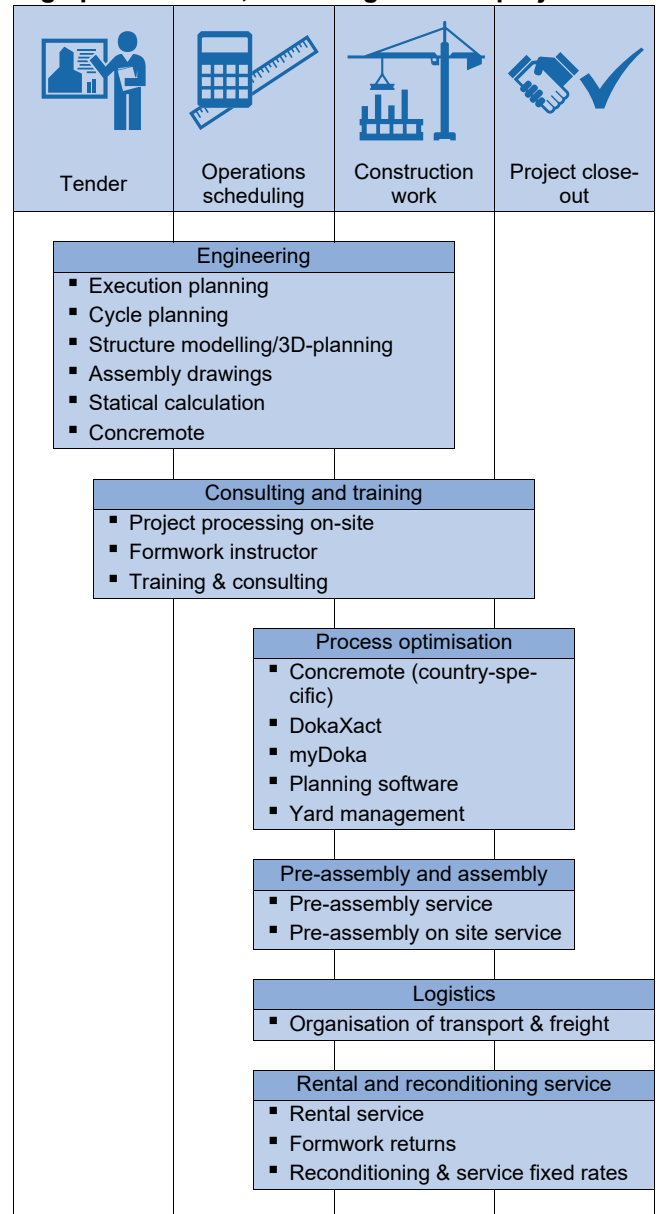 Tender
Operations
scheduling
Construction
work
Project close-
out
Engineering
▪ Execution planning
▪ Cycle planning
▪ Structure modelling/3D-planning
▪ Assembly drawings
▪ Statical calculation
▪ Concremote
Consulting and training
▪ Project processing on-site
▪ Formwork instructor
▪ Training & consulting
Process optimisation
▪ Concremote (country-spe-
cific)
▪ DokaXact
▪ myDoka
▪ Planning software
▪ Yard management
Pre-assembly and assembly
▪ Pre-assembly service
▪ Pre-assembly on site service
Logistics
▪ Organisation of transport & freight
Rental and reconditioning service
▪ Rental service
▪ Formwork returns
▪ Reconditioning & service fixed rates